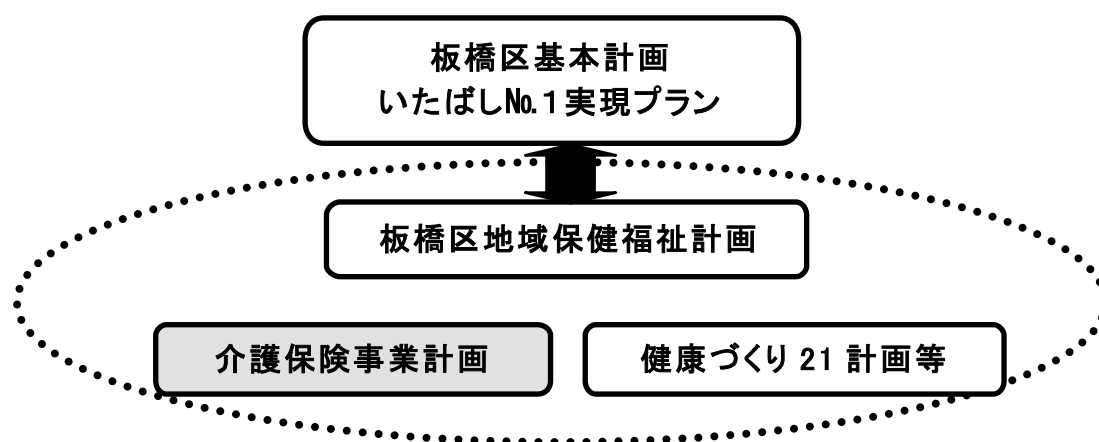 板橋区基本計画
いたばし№1実現プラン
板橋区地域保健福祉計画
介護保険事業計画
健康づくり 21 計画等